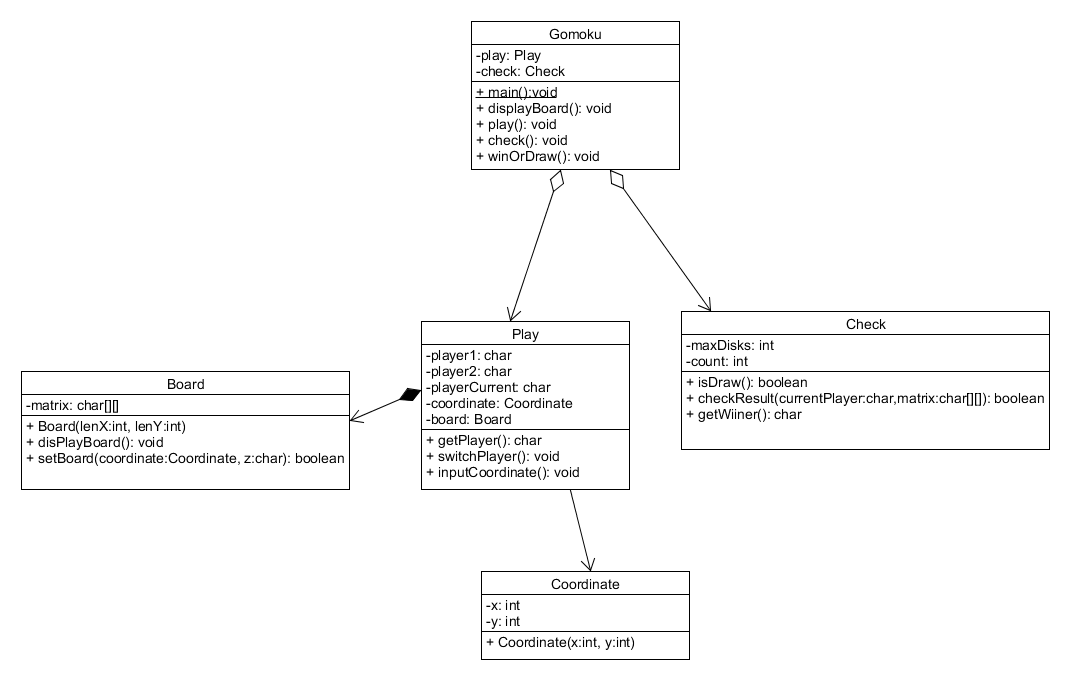 Gomoku
-play: Play
-check: Check
+ main():void
+ displayBoard(): void
+ play(): void
+ check(): void
+ winOrDraw(): void
Play
-player1: char
-player2: char
-playerCurrent: char
-coordinate: Coordinate
-board: Board
+ getPlayer(): char
+ switchPlayer(): void
+ inputCoordinate(): void
Check
-maxDisks: int
-count: int
+ isDraw(): boolean
+ checkResult(currentPlayer:char,matrix:char[][]): boolean
+ getWiiner(): char
Board
-matrix: char[][]
+ Board(lenX:int, lenY:int)
+ disPlayBoard(): void
+ setBoard(coordinate:Coordinate, z:char): boolean
Coordinate
-x: int
-y: int
+ Coordinate(x:int, y:int)